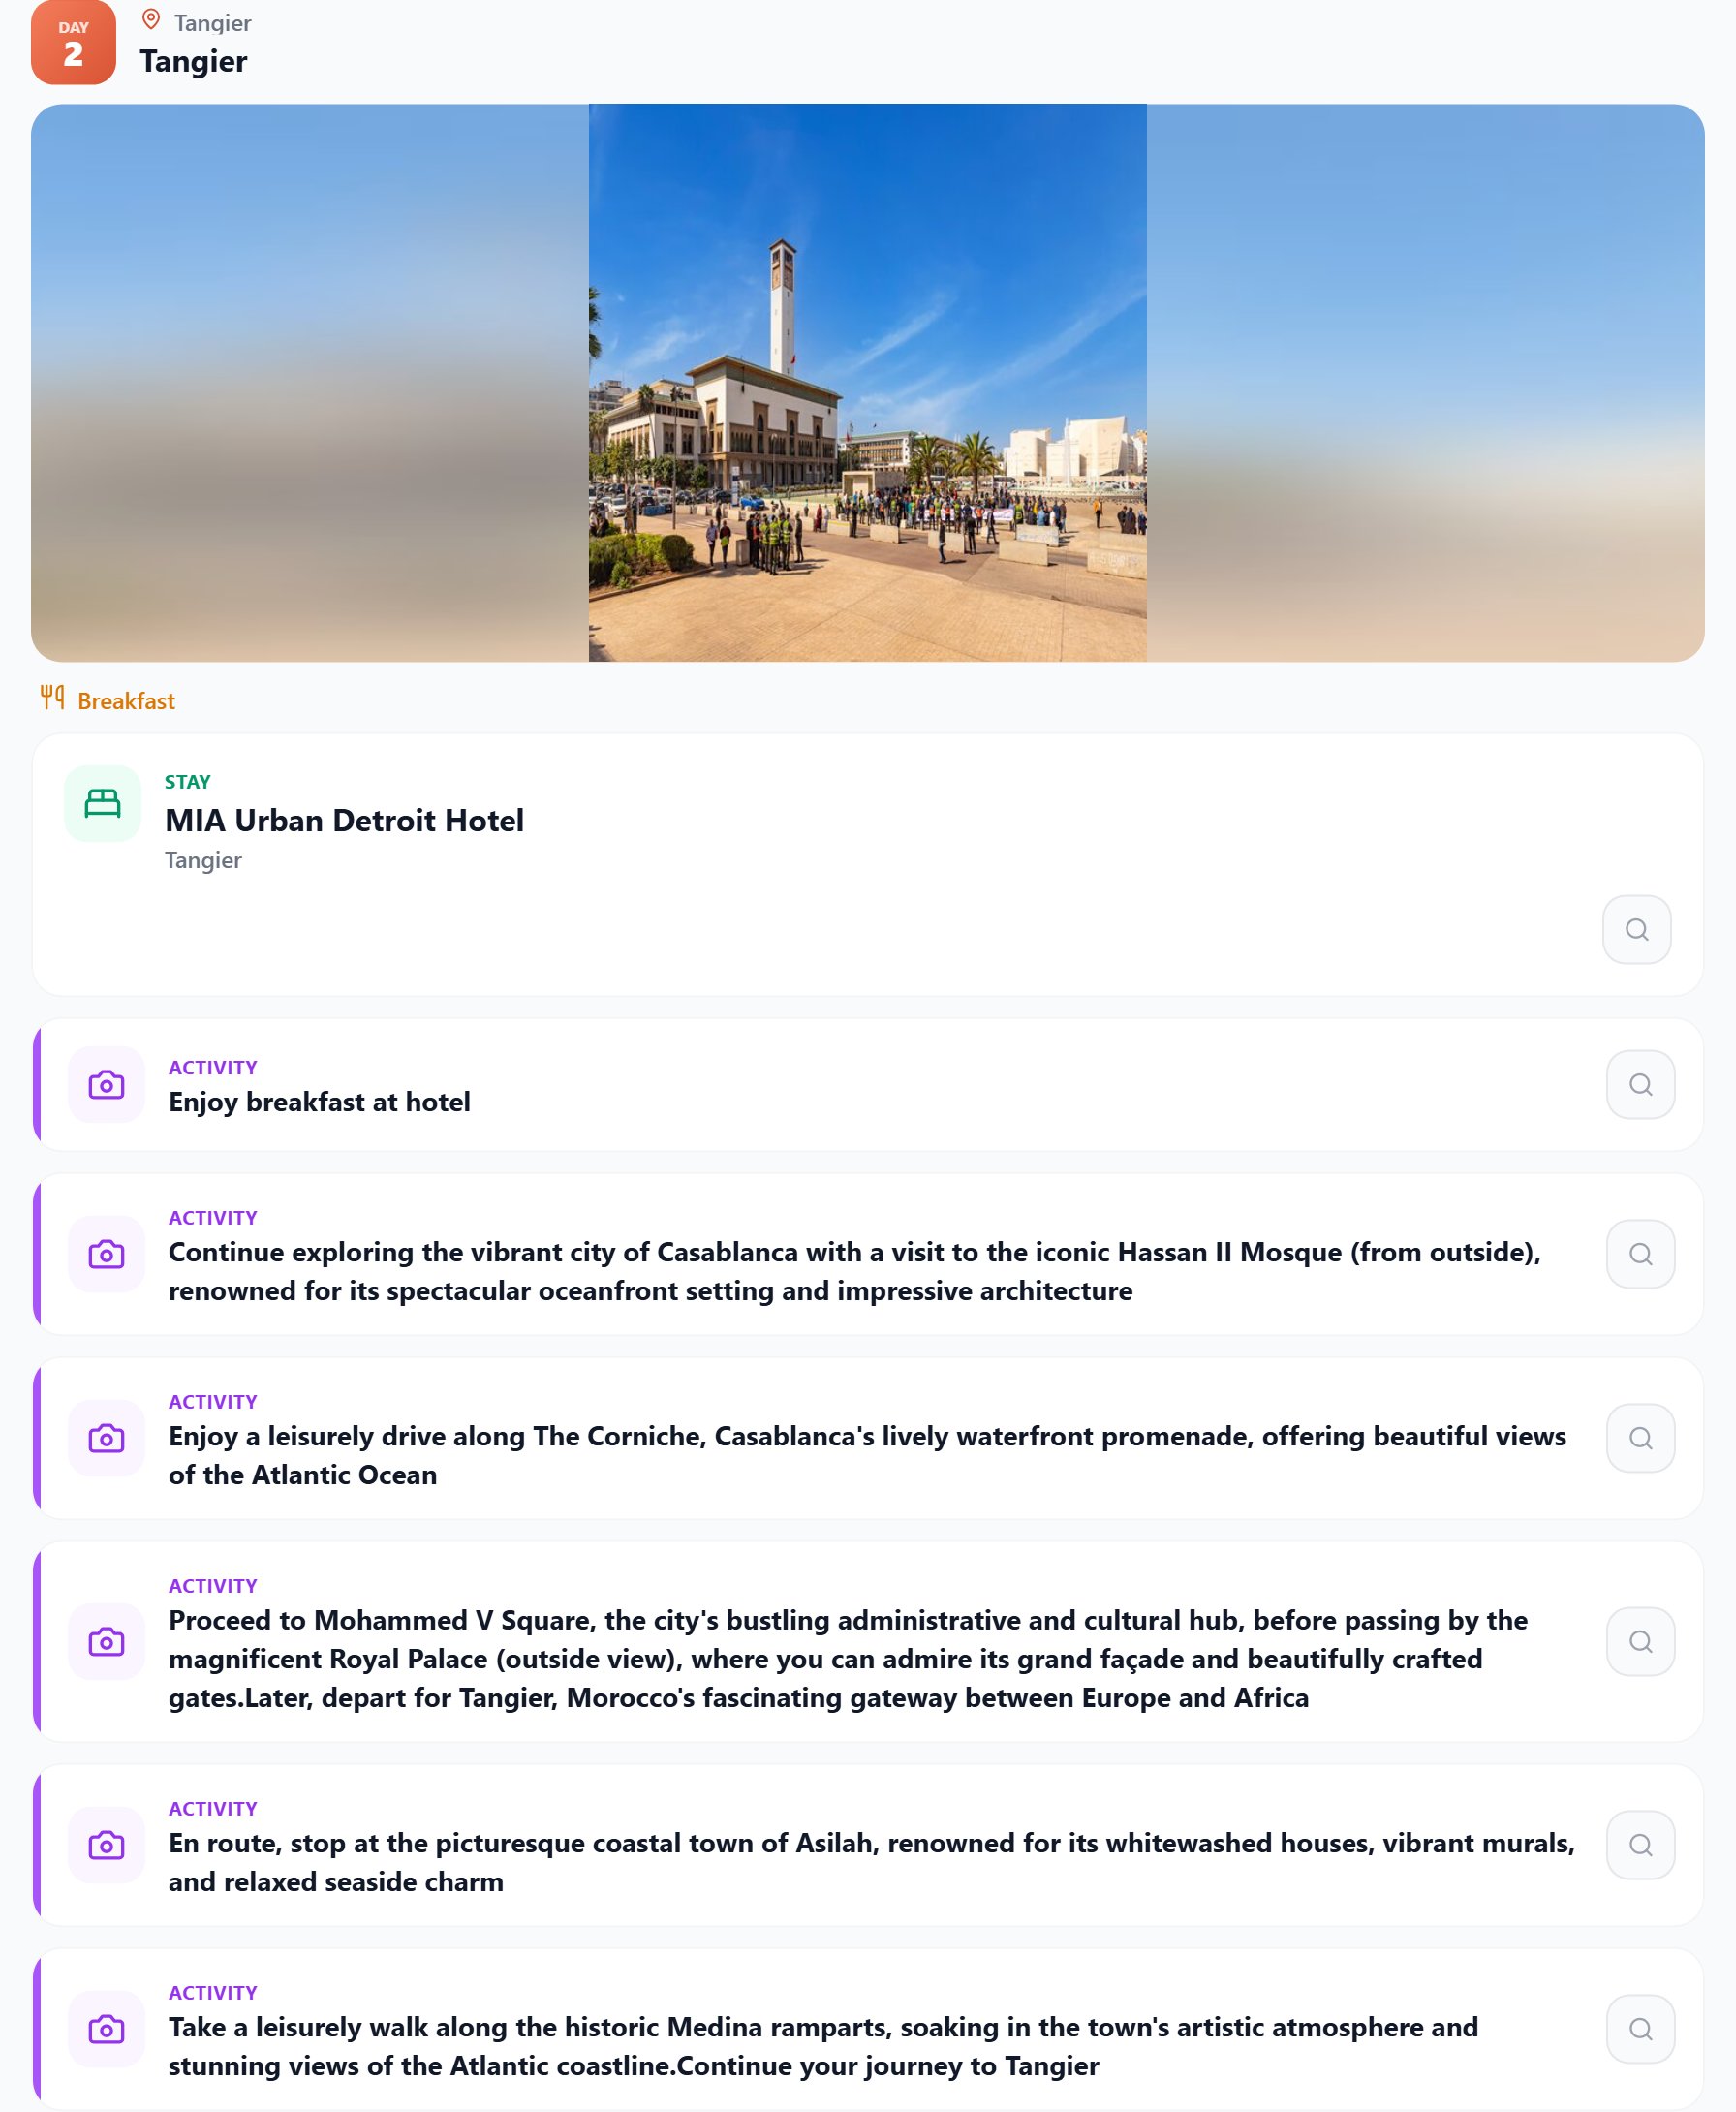 DAY
2
Tangier
Tangier
Breakfast
STAY
MIA Urban Detroit Hotel
Tangier
ACTIVITY
Enjoy breakfast at hotel
ACTIVITY
Continue exploring the vibrant city of Casablanca with a visit to the iconic Hassan II Mosque (from outside),
renowned for its spectacular oceanfront setting and impressive architecture
ACTIVITY
Enjoy a leisurely drive along The Corniche, Casablanca's lively waterfront promenade, offering beautiful views
of the Atlantic Ocean
ACTIVITY
Proceed to Mohammed V Square, the city's bustling administrative and cultural hub, before passing by the
magnificent Royal Palace (outside view), where you can admire its grand façade and beautifully crafted
gates.Later, depart for Tangier, Morocco's fascinating gateway between Europe and Africa
ACTIVITY
En route, stop at the picturesque coastal town of Asilah, renowned for its whitewashed houses, vibrant murals,
and relaxed seaside charm
ACTIVITY
Take a leisurely walk along the historic Medina ramparts, soaking in the town's artistic atmosphere and
stunning views of the Atlantic coastline.Continue your journey to Tangier